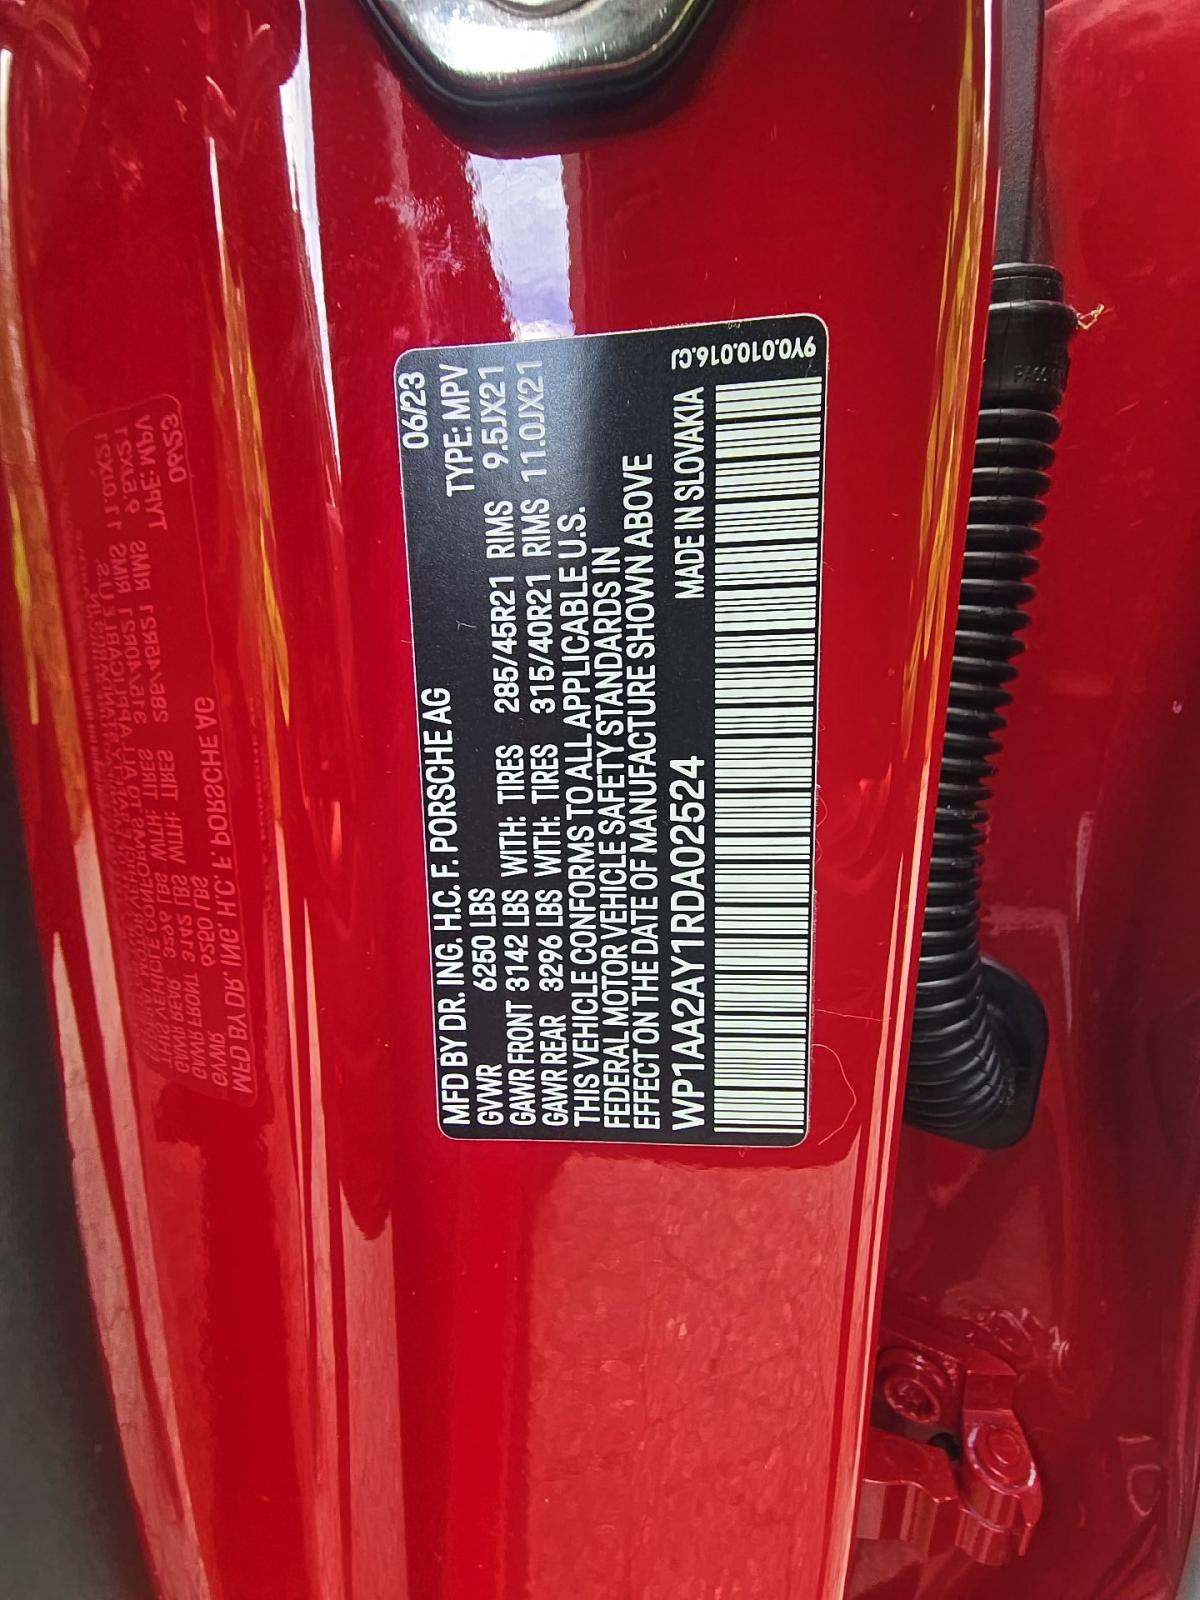 MFD BY DR. ING. H.C. F. PORSCHE AG 06/23
GVWR 6250 LBS TYPE: MPV
GAWR FRONT 3142 LBS WITH: TIRES 285/45R21 RIMS 9.5JX21
GAWR REAR 3296 LBS WITH: TIRES 315/40R21 RIMS 11.0JX21
THIS VEHICLE CONFORMS TO ALL APPLICABLE U.S.
FEDERAL MOTOR VEHICLE SAFETY STANDARDS IN
EFFECT ON THE DATE OF MANUFACTURE SHOWN ABOVE
WP1AA2AY1RDA02524 MADE IN SLOVAKIA
9Y0.010.016.CJ